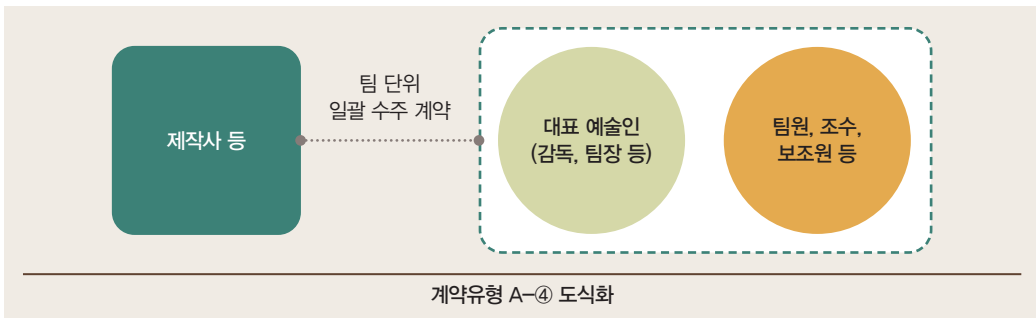 제작사 등
팀 단위
일괄 수주 계약
대표 예술인
(감독, 팀장 등)
팀원, 조수,
보조원 등
계약유형 A-④ 도식화